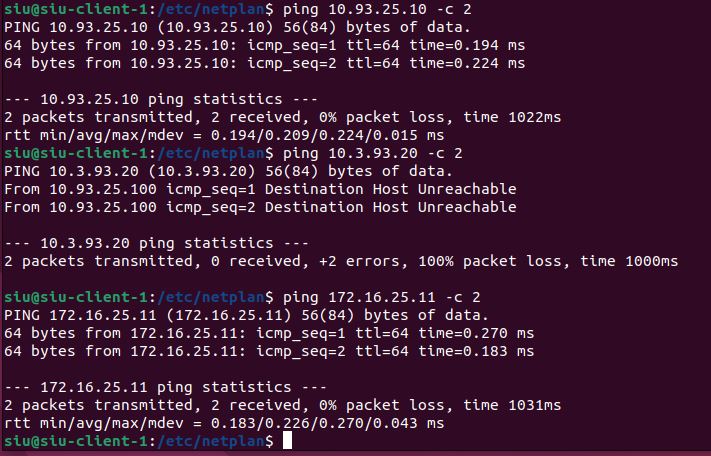 siu@siu-client-1:/etc/netplan$ ping 10.93.25.10 -c 2
PING 10.93.25.10 (10.93.25.10) 56(84) bytes of data.
64 bytes from 10.93.25.10: icmp_seq=1 ttl=64 time=0.194 ms
64 bytes from 10.93.25.10: icmp_seq=2 ttl=64 time=0.224 ms

--- 10.93.25.10 ping statistics ---
2 packets transmitted, 2 received, 0% packet loss, time 1022ms
rtt min/avg/max/mdev = 0.194/0.209/0.224/0.015 ms
siu@siu-client-1:/etc/netplan$ ping 10.3.93.20 -c 2
PING 10.3.93.20 (10.3.93.20) 56(84) bytes of data.
From 10.93.25.100 icmp_seq=1 Destination Host Unreachable
From 10.93.25.100 icmp_seq=2 Destination Host Unreachable

--- 10.3.93.20 ping statistics ---
2 packets transmitted, 0 received, +2 errors, 100% packet loss, time 1000ms

siu@siu-client-1:/etc/netplan$ ping 172.16.25.11 -c 2
PING 172.16.25.11 (172.16.25.11) 56(84) bytes of data.
64 bytes from 172.16.25.11: icmp_seq=1 ttl=64 time=0.270 ms
64 bytes from 172.16.25.11: icmp_seq=2 ttl=64 time=0.183 ms

--- 172.16.25.11 ping statistics ---
2 packets transmitted, 2 received, 0% packet loss, time 1031ms
rtt min/avg/max/mdev = 0.183/0.226/0.270/0.043 ms
siu@siu-client-1:/etc/netplan$